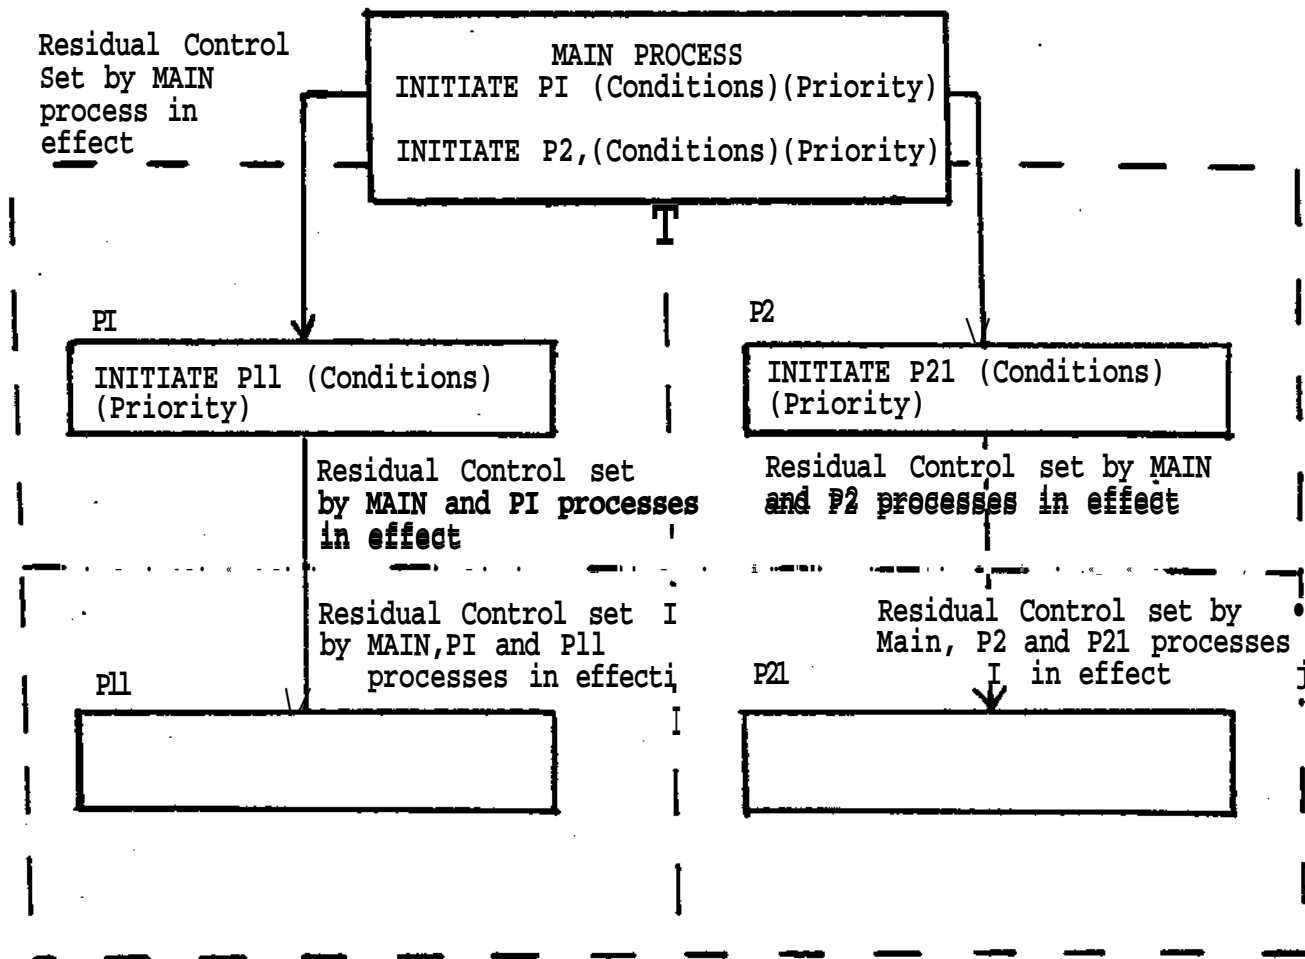 Residual Control
Set by MAIN
process in
effect
MAIN PROCESS
INITIATE PI (Conditions)(Priority)
INITIATE P2,(Conditions)(Priority)
PI
INITIATE Pll (Conditions)
(Priority)
P2
INITIATE P21 (Conditions)
(Priority)
Residual Control set
by MAIN and PI processes
in effect
Residual Control set by MAIN
and P2 processes in effect
Residual Control set
by MAIN,PI and Pll
processes in effect
Residual Control set by
Main, P2 and P21 processes
in effect
Pll
P21